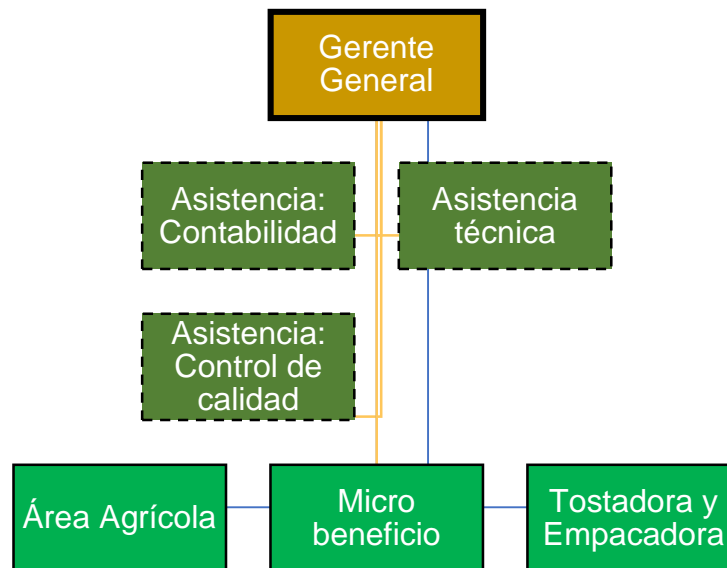 Gerente
General
Asistencia:
Contabilidad
Asistencia
técnica
Asistencia:
Control de
calidad
Área Agrícola
Micro
beneficio
Tostadora y
Empacadora